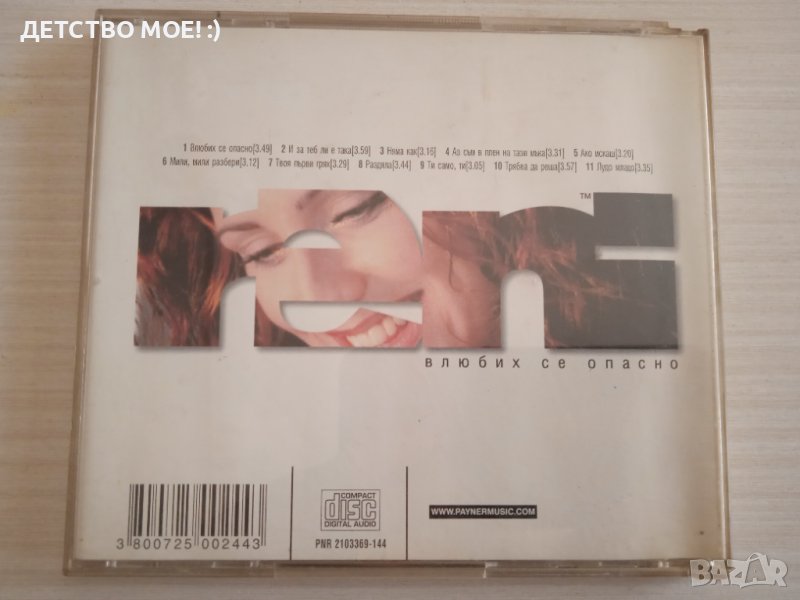 ДЕТСТВО МОЕ! :)
1 Влюбих се опасно[3.49] 2 И за теб ли е така[3.59] 3 Няма как[3.16] 4 Аз съм в плен на тази мъка[3.31] 5 Ако искаш[3.20]
6 Мили, мили разбери[3.12] 7 Твоя първи грях[3.29] 8 Раздяла[3.44] 9 Ти само, ти[3.05] 10 Трябва да реша[3.57] 11 Лудо младо[3.35]
reni™
влюбих се опасно
COMPACT
disc
DIGITAL AUDIO
WWW.PAYNERMUSIC.COM
3 800725 002443
PNR 2103369-144
BAZAR